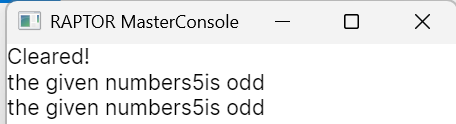 RAPTOR MasterConsole
Cleared!
the given numbers5is odd
the given numbers5is odd